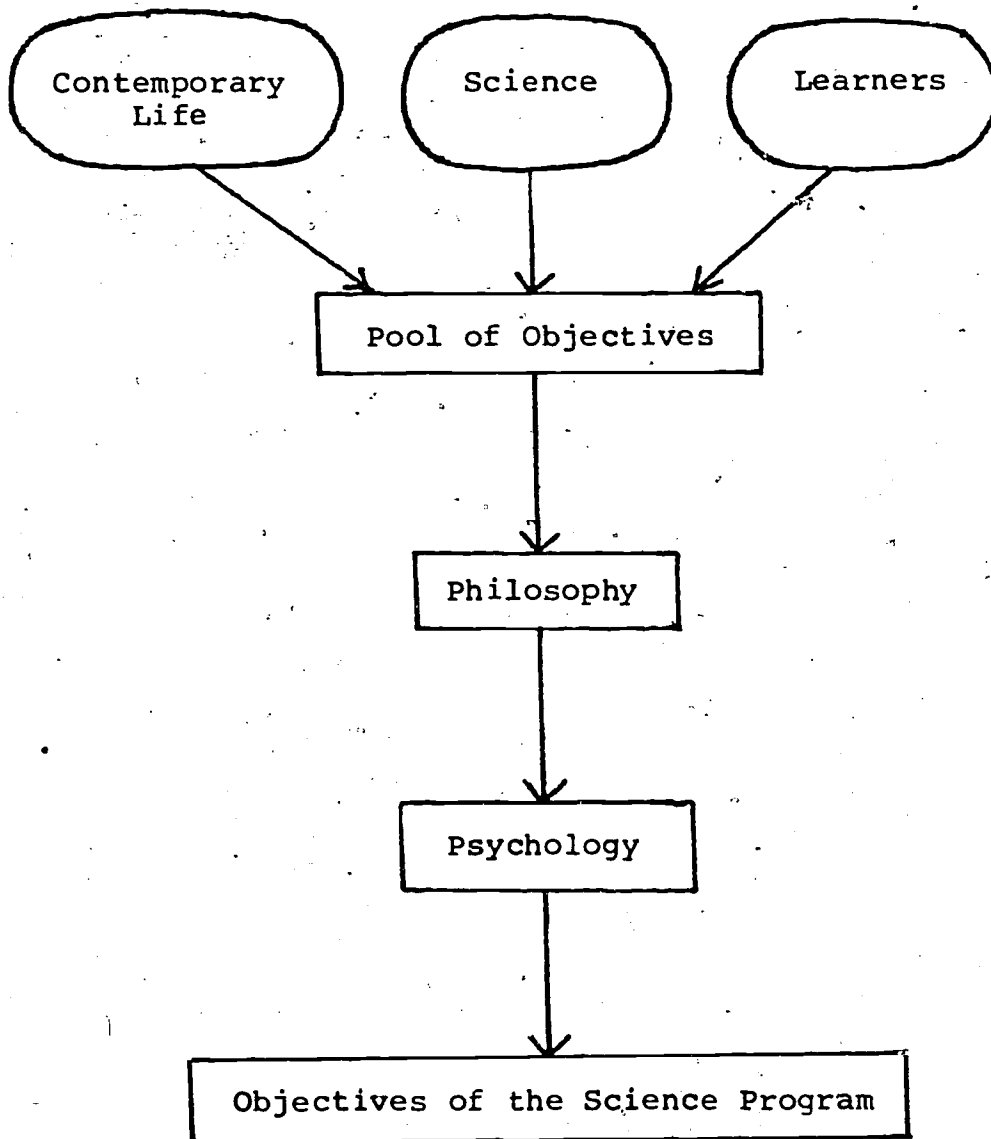 Contemporary
Life
Science
Learners
Pool of Objectives
Philosophy
Psychology
Objectives of the Science Program